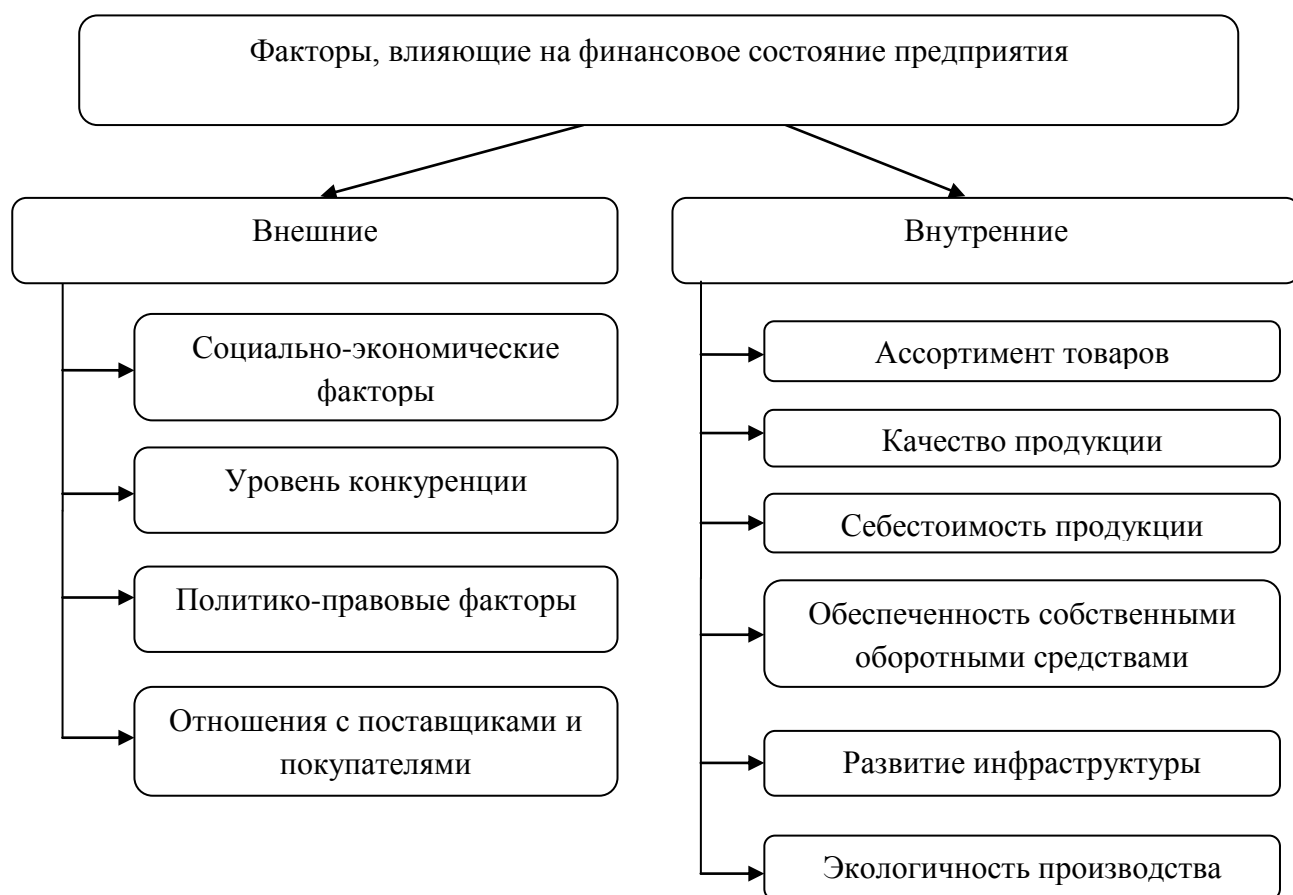 Факторы, влияющие на финансовое состояние предприятия
Внешние
Социально-экономические
факторы
Уровень конкуренции
Политико-правовые факторы
Отношения с поставщиками и
покупателями
Внутренние
Ассортимент товаров
Качество продукции
Себестоимость продукции
Обеспеченность собственными
оборотными средствами
Развитие инфраструктуры
Экологичность производства